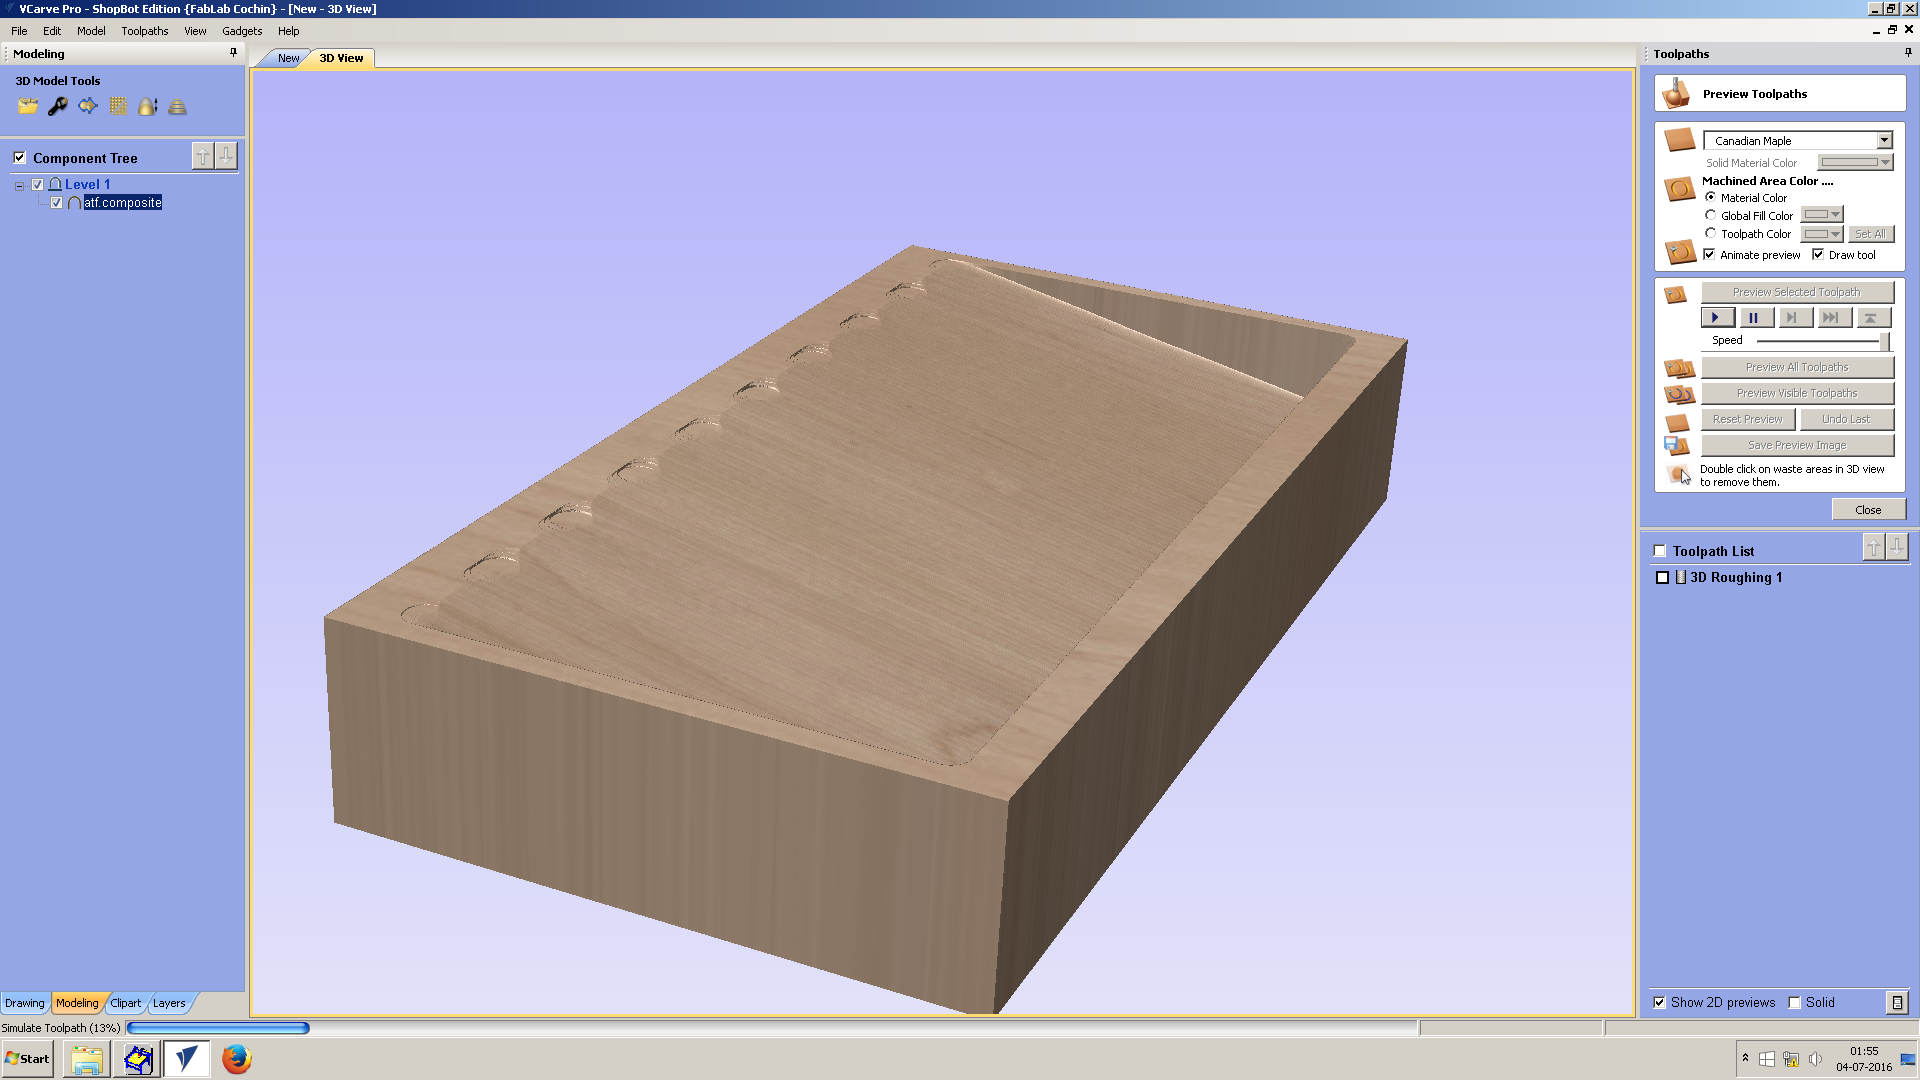 VCarve Pro - ShopBot Edition {FabLab Cochin} - [New - 3D View]
File Edit Model Toolpaths View Gadgets Help
Modeling
3D Model Tools
Component Tree
Level 1
atf.composite
New 3D View
Toolpaths
Preview Toolpaths
Canadian Maple
Solid Material Color
Machined Area Color ....
Material Color
Global Fill Color
Toolpath Color Set All
Animate preview Draw tool
Preview Selected Toolpath
Speed
Preview All Toolpaths
Preview Visible Toolpaths
Reset Preview Undo Last
Save Preview Image
Double click on waste areas in 3D view
to remove them.
Close
Toolpath List
3D Roughing 1
Show 2D previews Solid
Drawing Modeling Clipart Layers
Simulate Toolpath (13%)
Start
01:55
04-07-2016